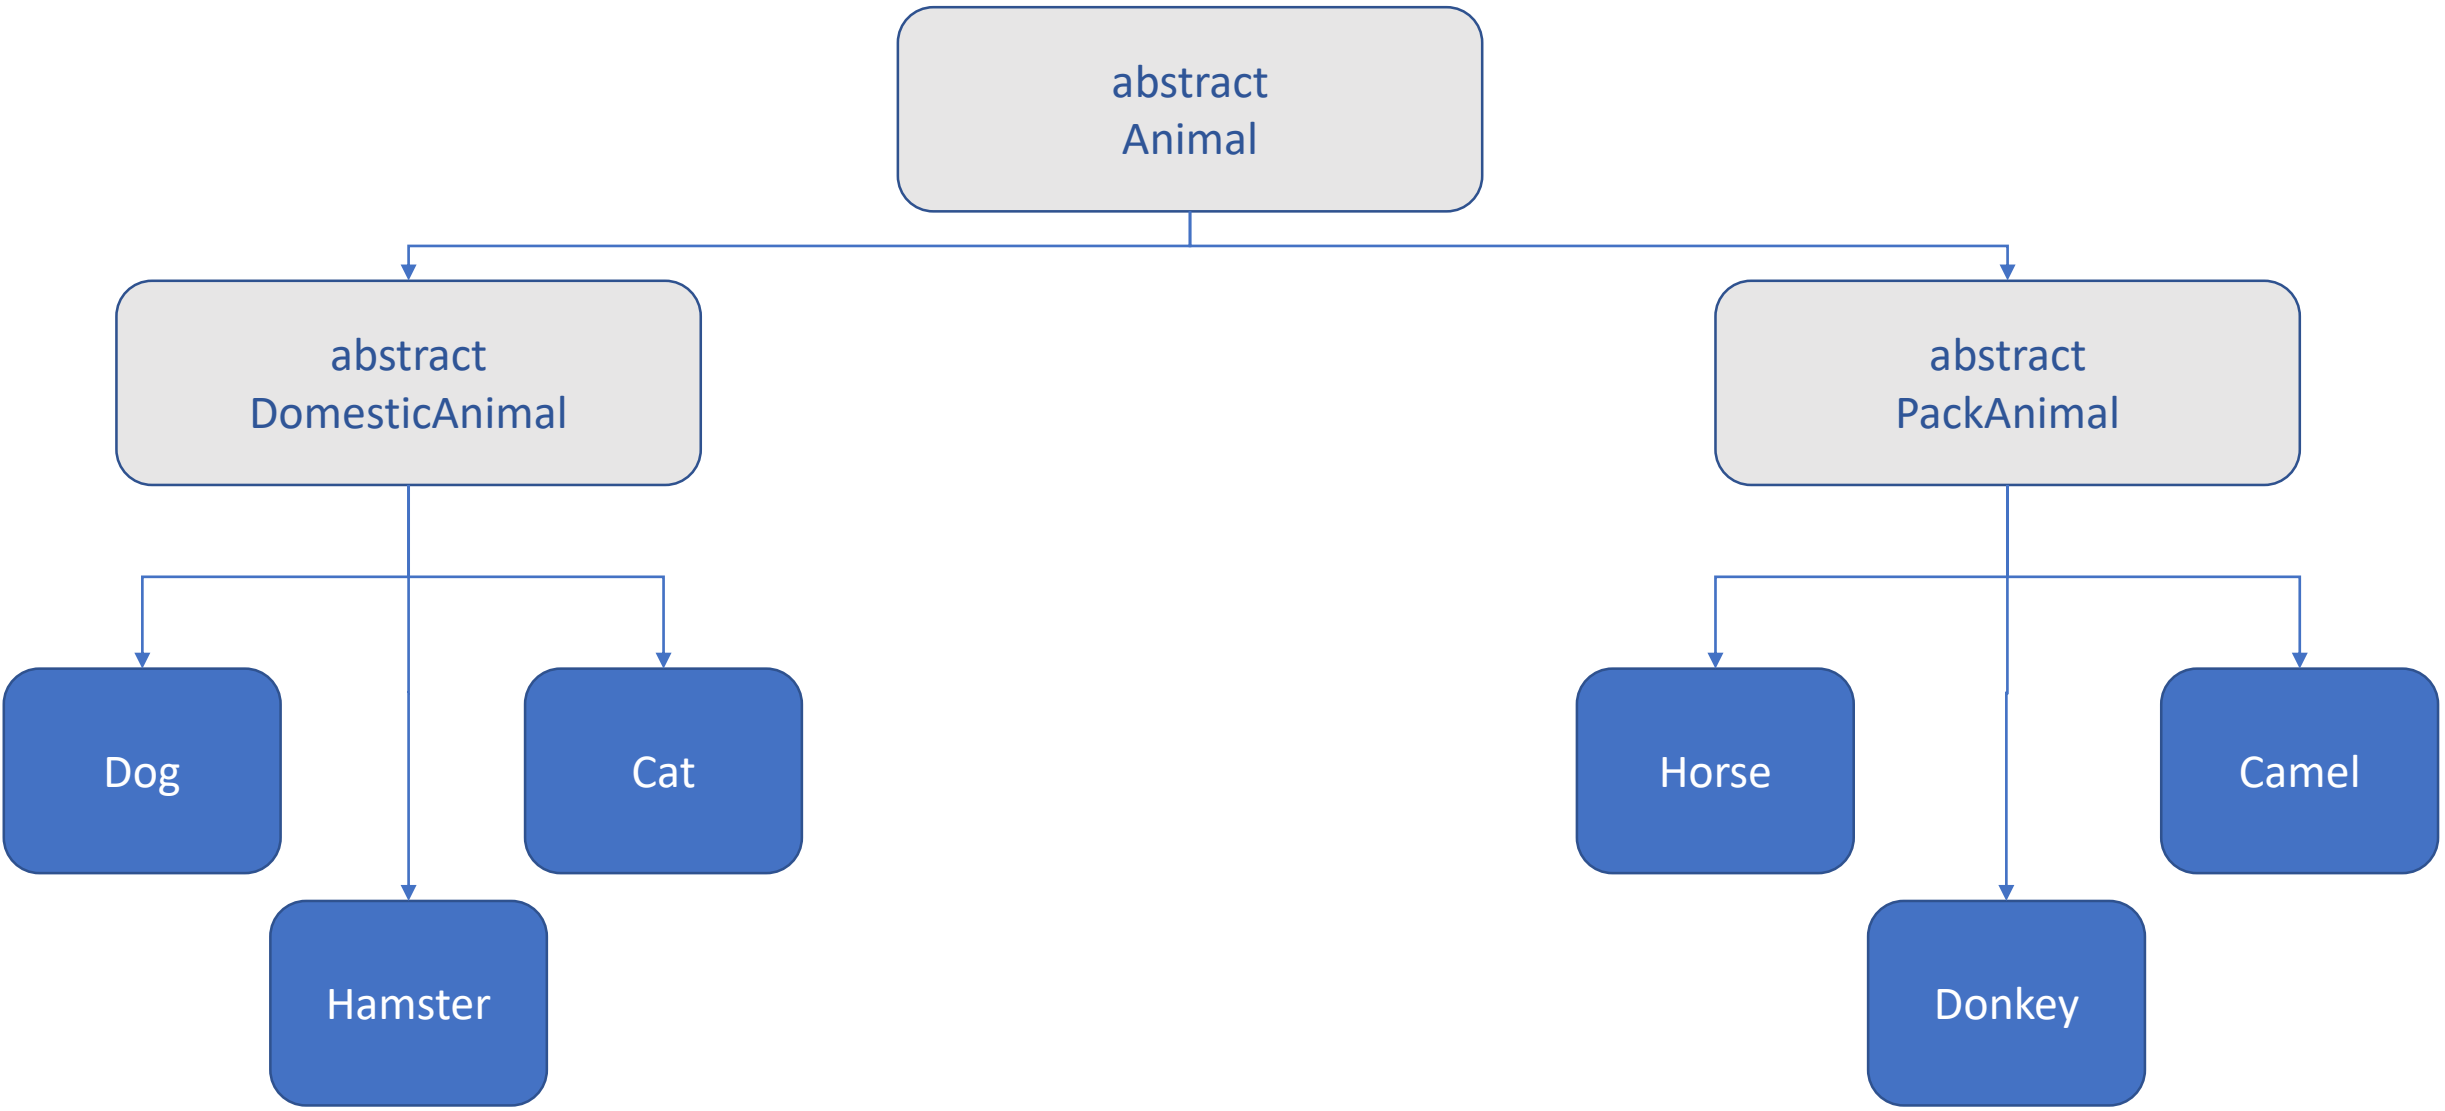 abstract
Animal
abstract
DomesticAnimal
abstract
PackAnimal
Dog
Cat
Horse
Camel
Hamster
Donkey